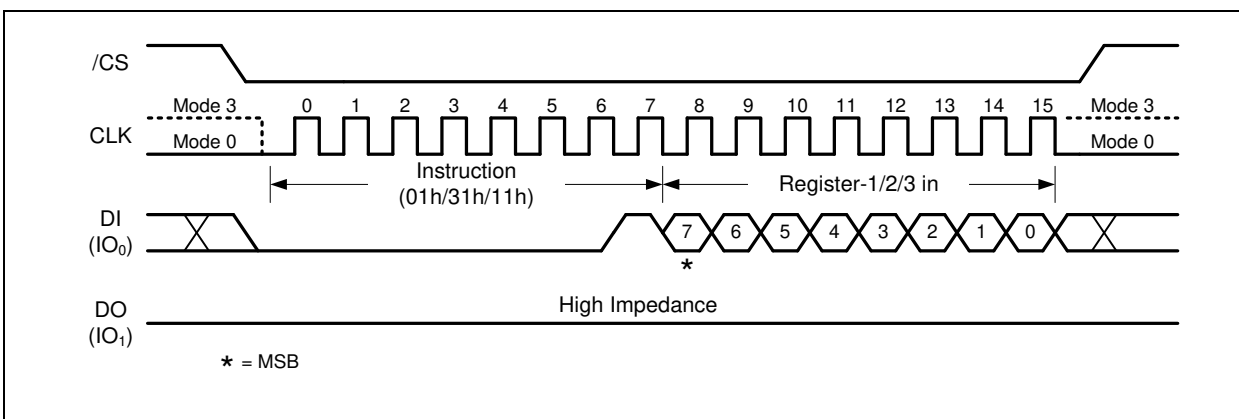 /CS
Mode 3 0 1 2 3 4 5 6 7 8 9 10 11 12 13 14 15 Mode 3
CLK
Mode 0 Mode 0
Instruction
(01h/31h/11h)
Register-1/2/3 in
DI
(IO₀)
7 6 5 4 3 2 1 0
*
High Impedance
DO
(IO₁)
* = MSB